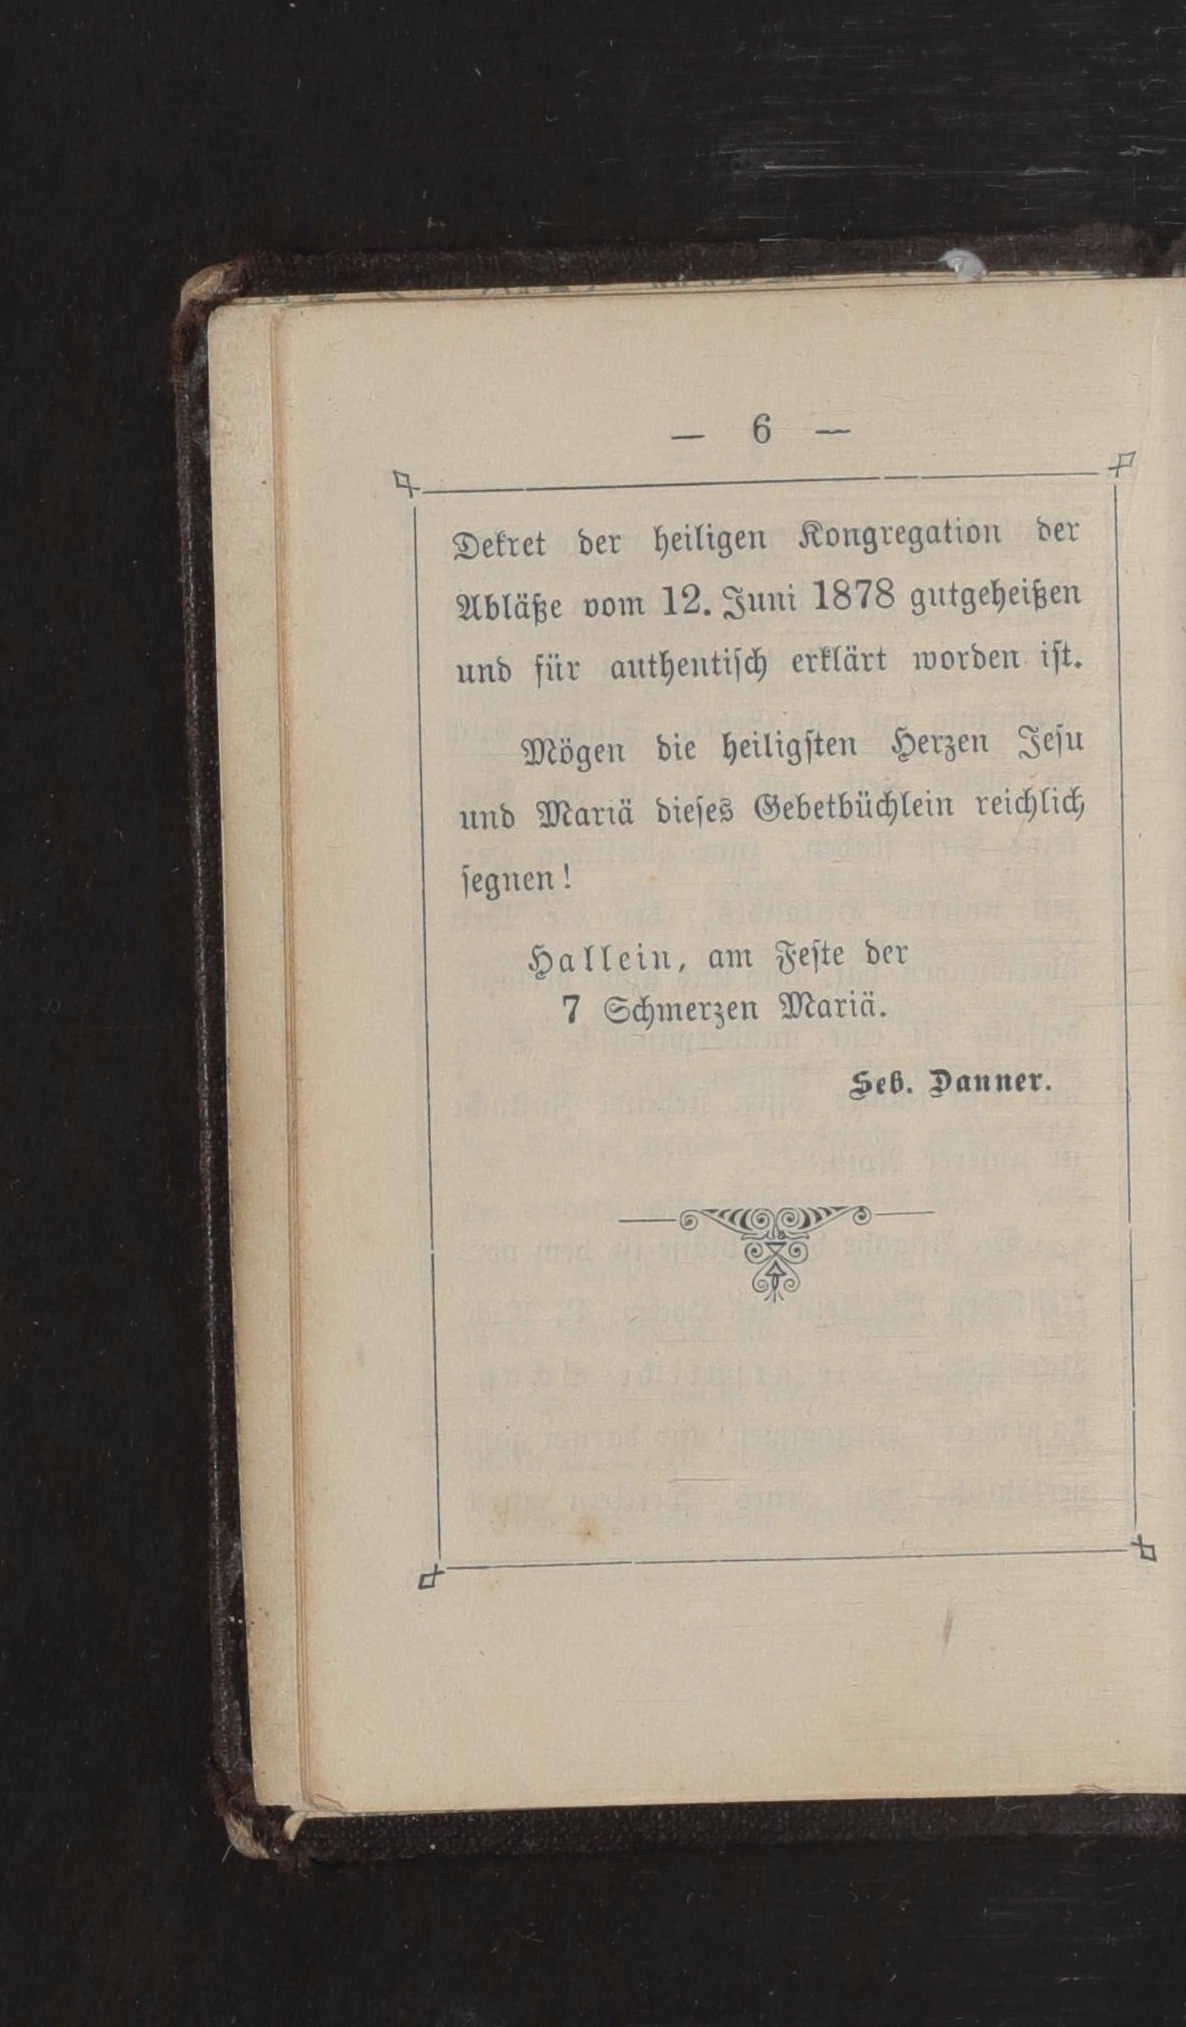 — 6 —
Dekret der heiligen Kongregation der
Abläße vom 12. Juni 1878 gutgeheißen
und für authentisch erklärt worden ist.
Mögen die heiligsten Herzen Jesu
und Mariä dieses Gebetbüchlein reichlich
segnen!
Hallein, am Feste der
7 Schmerzen Mariä.
Seb. Danner.